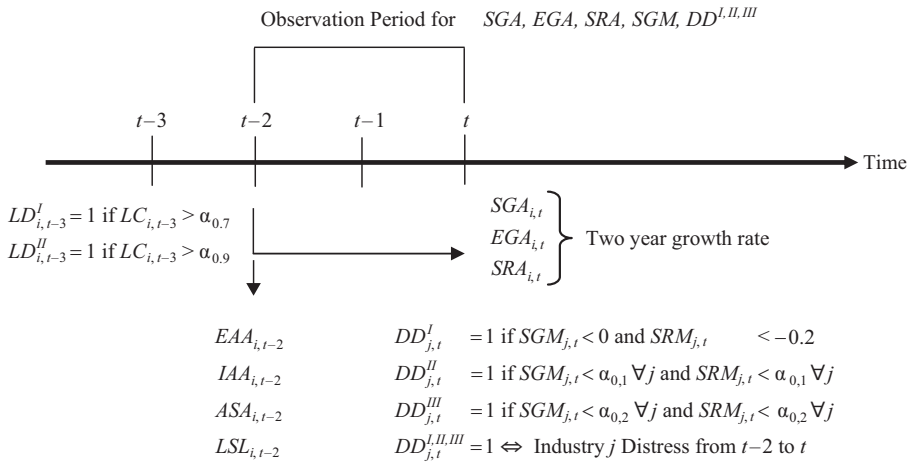 Observation Period for SGA, EGA, SRA, SGM, DD^{I,II,III}
t–3 t–2 t–1 t
Time
LD^{I}_{i,t–3} = 1 if LC_{i,t–3} > α_{0.7}
LD^{II}_{i,t–3} = 1 if LC_{i,t–3} > α_{0.9}
SGA_{i,t}
EGA_{i,t}
SRA_{i,t}
Two year growth rate
EAA_{i,t–2} DD^{I}_{j,t} = 1 if SGM_{j,t} < 0 and SRM_{j,t} < –0.2
IAA_{i,t–2} DD^{II}_{j,t} = 1 if SGM_{j,t} < α_{0,1} ∀j and SRM_{j,t} < α_{0,1} ∀j
ASA_{i,t–2} DD^{III}_{j,t} = 1 if SGM_{j,t} < α_{0,2} ∀j and SRM_{j,t} < α_{0,2} ∀j
LSL_{i,t–2} DD^{I,II,III}_{j,t} = 1 ⇔ Industry j Distress from t–2 to t